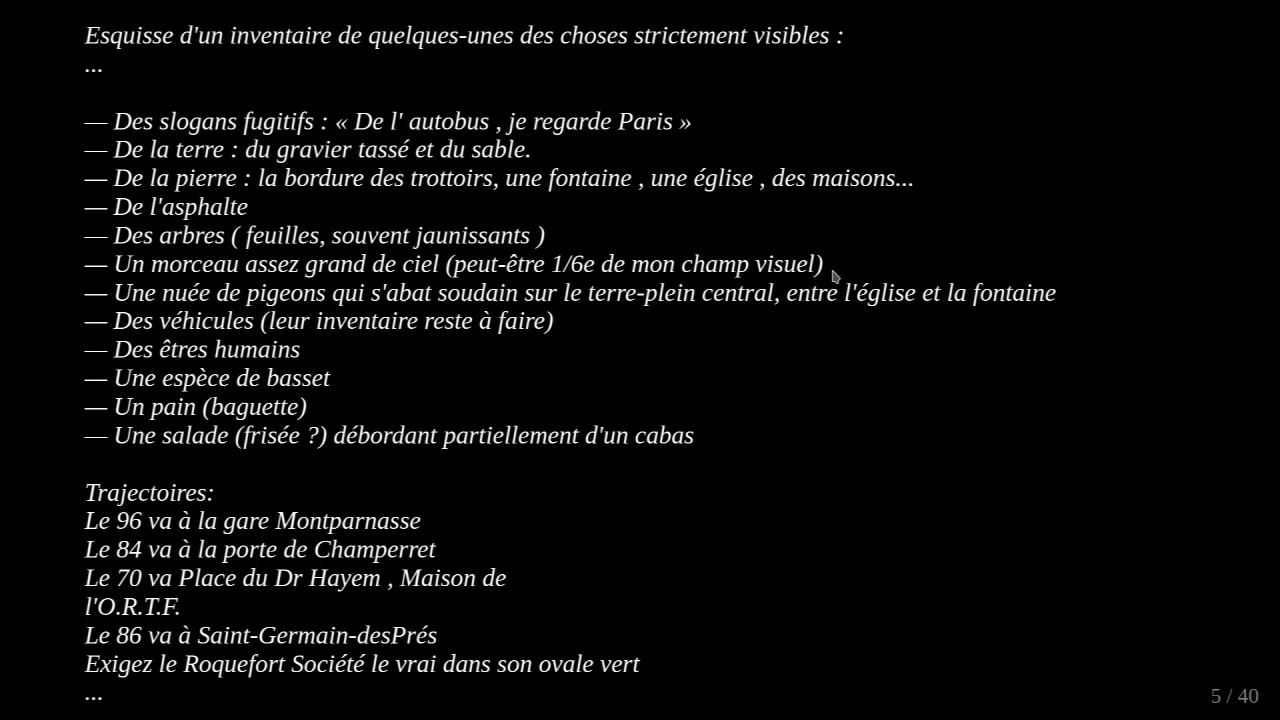 Esquisse d'un inventaire de quelques-unes des choses strictement visibles :
...
— Des slogans fugitifs : « De l' autobus , je regarde Paris »
— De la terre : du gravier tassé et du sable.
— De la pierre : la bordure des trottoirs, une fontaine , une église , des maisons...
— De l'asphalte
— Des arbres ( feuilles, souvent jaunissants )
— Un morceau assez grand de ciel (peut-être 1/6e de mon champ visuel)
— Une nuée de pigeons qui s'abat soudain sur le terre-plein central, entre l'église et la fontaine
— Des véhicules (leur inventaire reste à faire)
— Des êtres humains
— Une espèce de basset
— Un pain (baguette)
— Une salade (frisée ?) débordant partiellement d'un cabas
Trajectoires:
Le 96 va à la gare Montparnasse
Le 84 va à la porte de Champerret
Le 70 va Place du Dr Hayem , Maison de
l'O.R.T.F.
Le 86 va à Saint-Germain-desPrés
Exigez le Roquefort Société le vrai dans son ovale vert
...
5 / 40